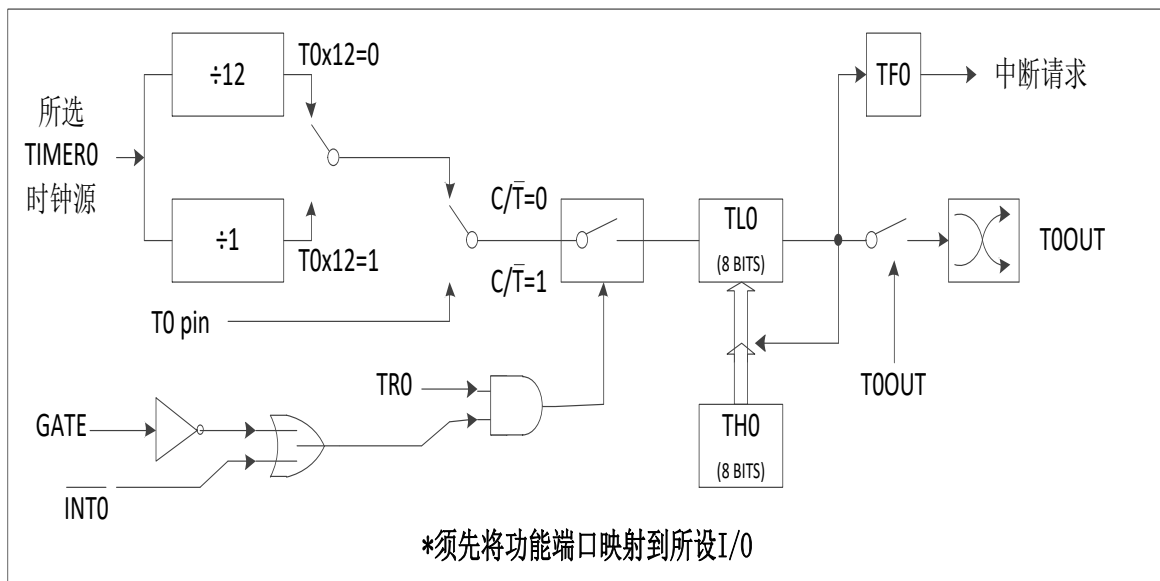 ÷12
T0x12=0
所选
TIMER0
时钟源
÷1
T0x12=1
T0 pin
C/T̅=0
C/T̅=1
TL0
(8 BITS)
TF0
中断请求
T0OUT
T0OUT
TR0
GATE
I̅N̅T̅0̅
TH0
(8 BITS)
*须先将功能端口映射到所设I/O